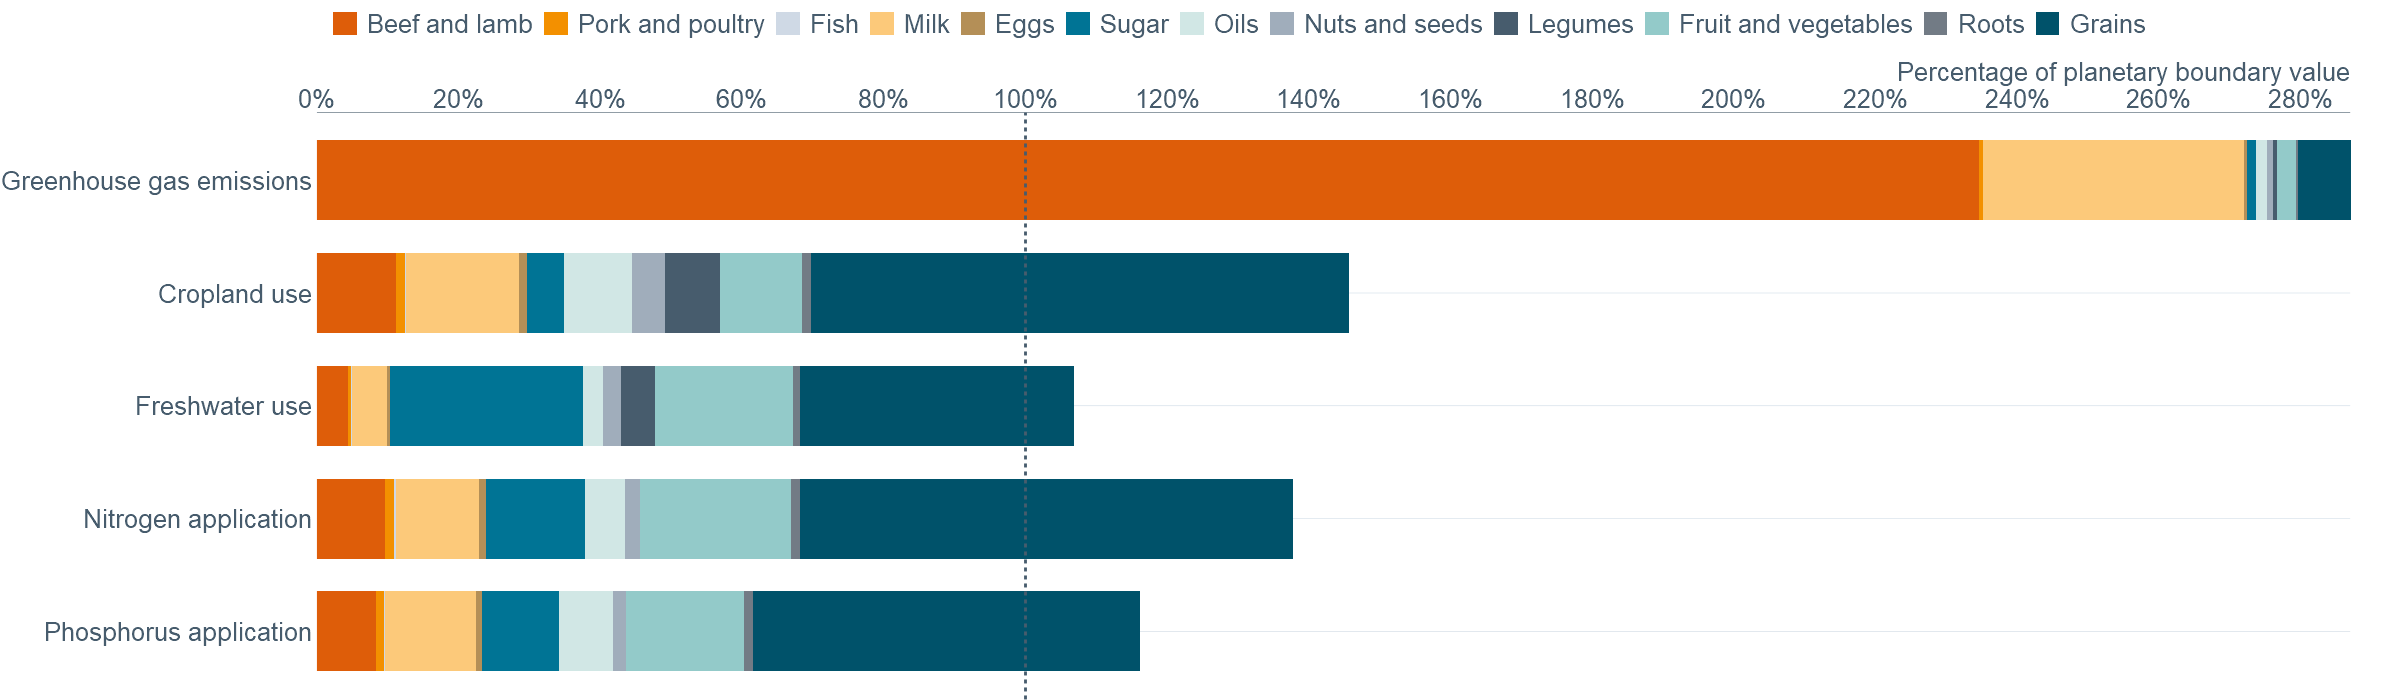 Beef and lamb Pork and poultry Fish Milk Eggs Sugar Oils Nuts and seeds Legumes Fruit and vegetables Roots Grains
Percentage of planetary boundary value
0% 20% 40% 60% 80% 100% 120% 140% 160% 180% 200% 220% 240% 260% 280%
Greenhouse gas emissions
Cropland use
Freshwater use
Nitrogen application
Phosphorus application